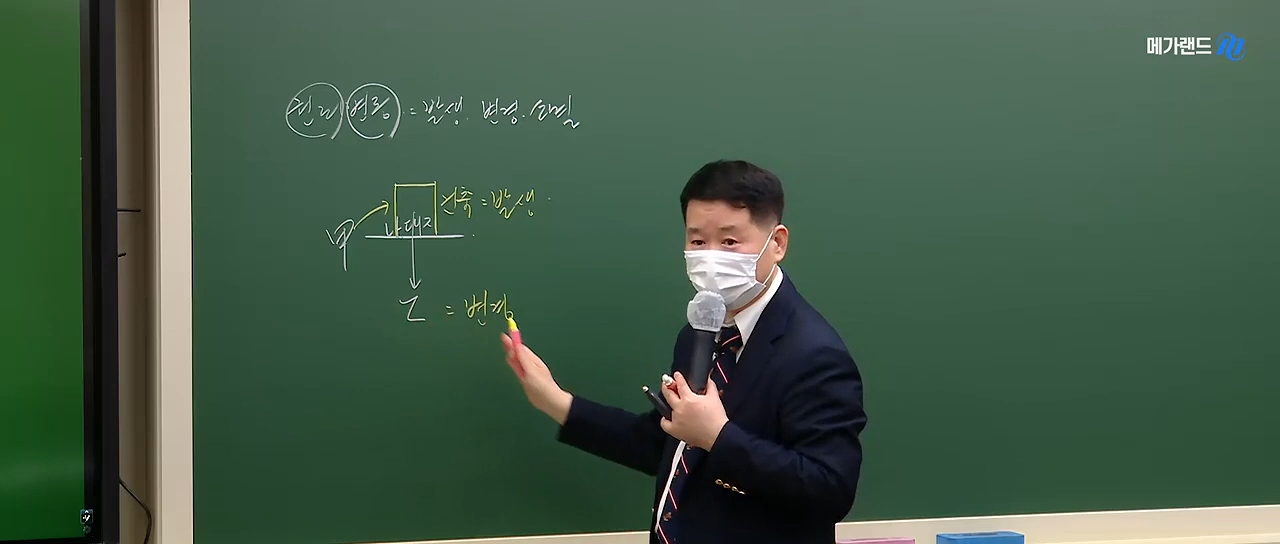 메가랜드
권리 변동 = 발생. 변경. 소멸
건축 = 발생.
甲 나대지
乙 = 변경